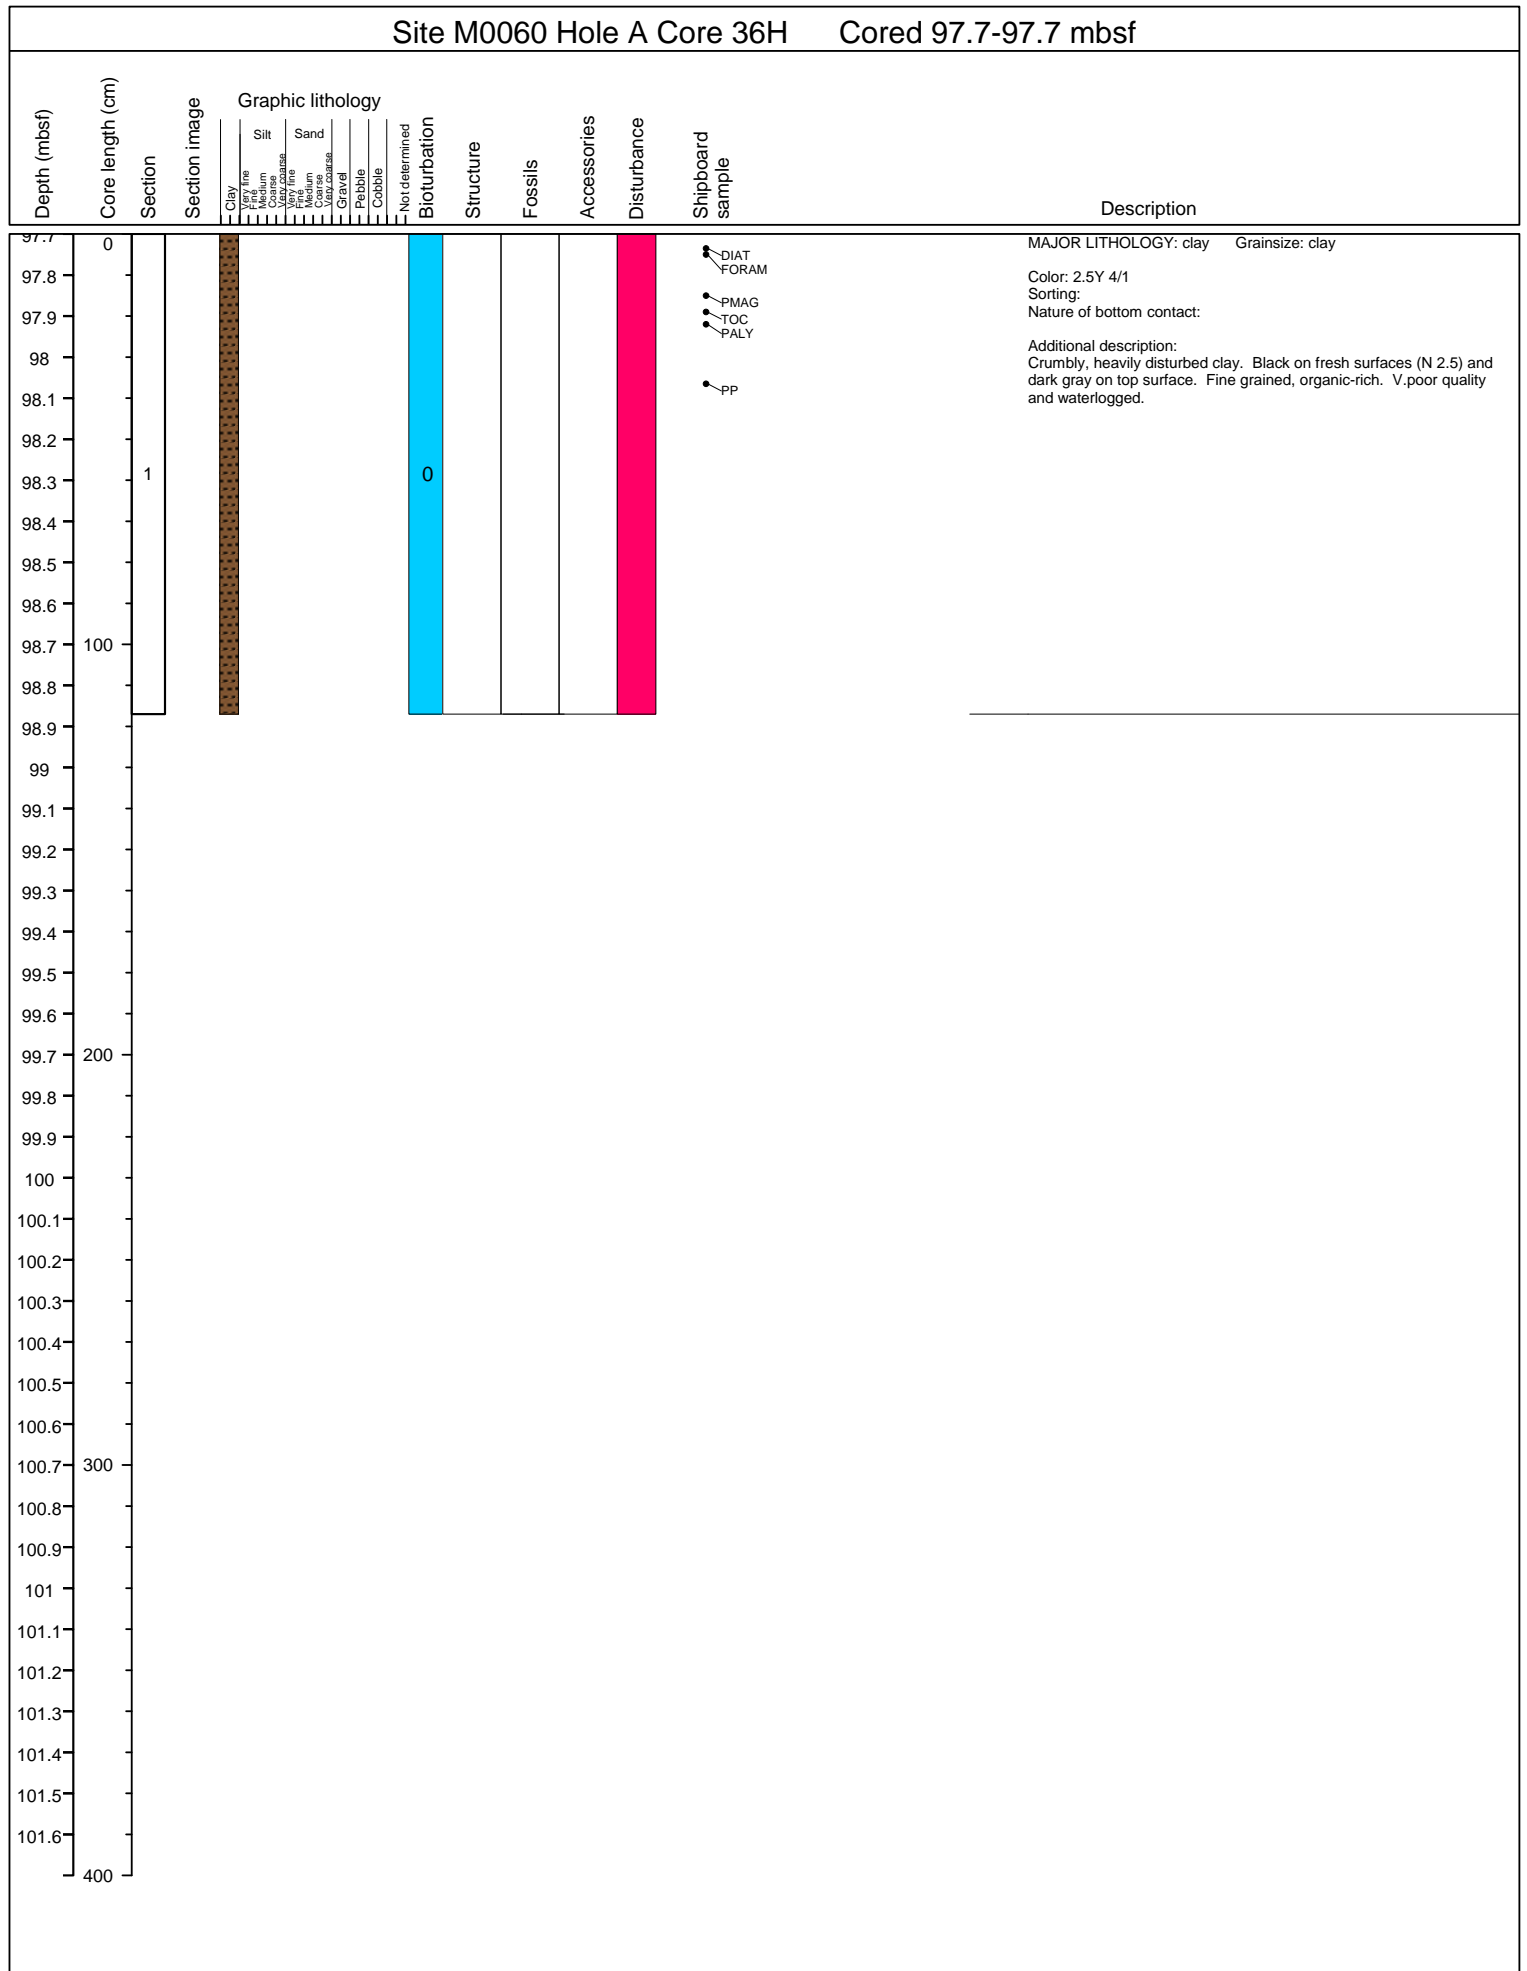 Site M0060 Hole A Core 36H Cored 97.7-97.7 mbsf
Depth (mbsf)
Core length (cm)
Section
Section image
Graphic lithology
Clay
Silt
Very fine
Fine
Medium
Coarse
Very coarse
Sand
Very fine
Fine
Medium
Coarse
Very coarse
Gravel
Pebble
Cobble
Not determined
Bioturbation
Structure
Fossils
Accessories
Disturbance
Shipboard
sample
Description
97.7
97.8
97.9
98
98.1
98.2
98.3
98.4
98.5
98.6
98.7
98.8
98.9
99
99.1
99.2
99.3
99.4
99.5
99.6
99.7
99.8
99.9
100
100.1
100.2
100.3
100.4
100.5
100.6
100.7
100.8
100.9
101
101.1
101.2
101.3
101.4
101.5
101.6
0
100
200
300
400
1
0
DIAT
FORAM
PMAG
TOC
PALY
PP
MAJOR LITHOLOGY: clay Grainsize: clay
Color: 2.5Y 4/1
Sorting:
Nature of bottom contact:
Additional description:
Crumbly, heavily disturbed clay. Black on fresh surfaces (N 2.5) and
dark gray on top surface. Fine grained, organic-rich. V.poor quality
and waterlogged.